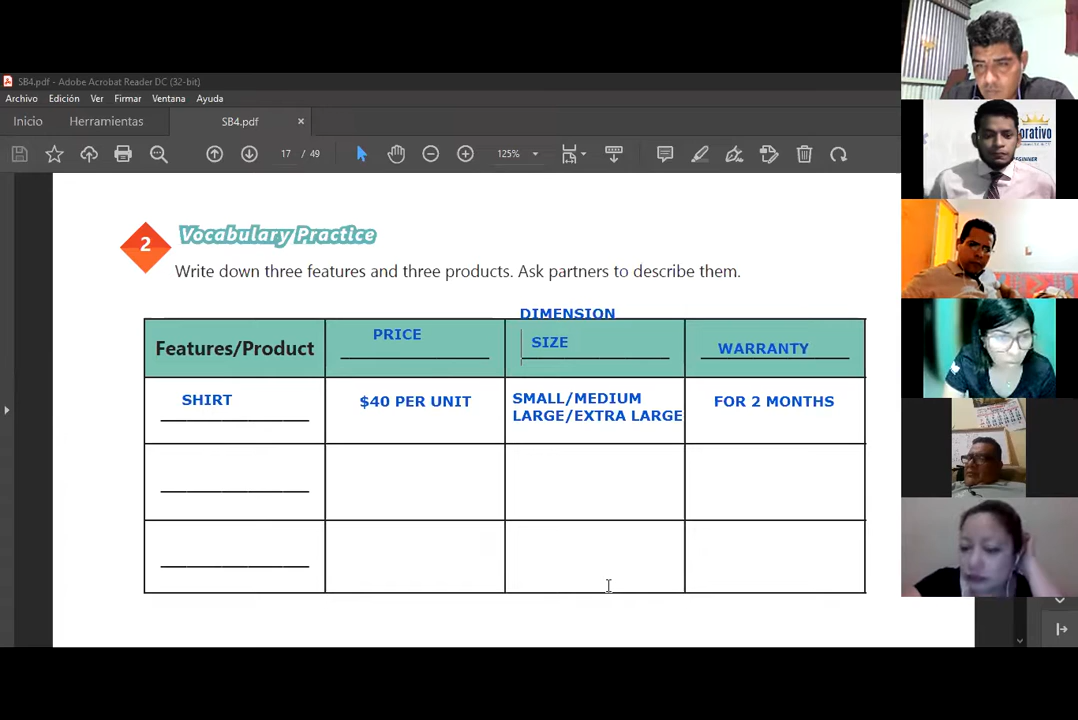 SB4.pdf - Adobe Acrobat Reader DC (32-bit)
Archivo Edición Ver Firmar Ventana Ayuda
Inicio Herramientas SB4.pdf ×
17 / 49 125%
2 Vocabulary Practice
Write down three features and three products. Ask partners to describe them.
DIMENSION
Features/Product PRICE SIZE WARRANTY
SHIRT $40 PER UNIT SMALL/MEDIUM FOR 2 MONTHS
LARGE/EXTRA LARGE
orativo